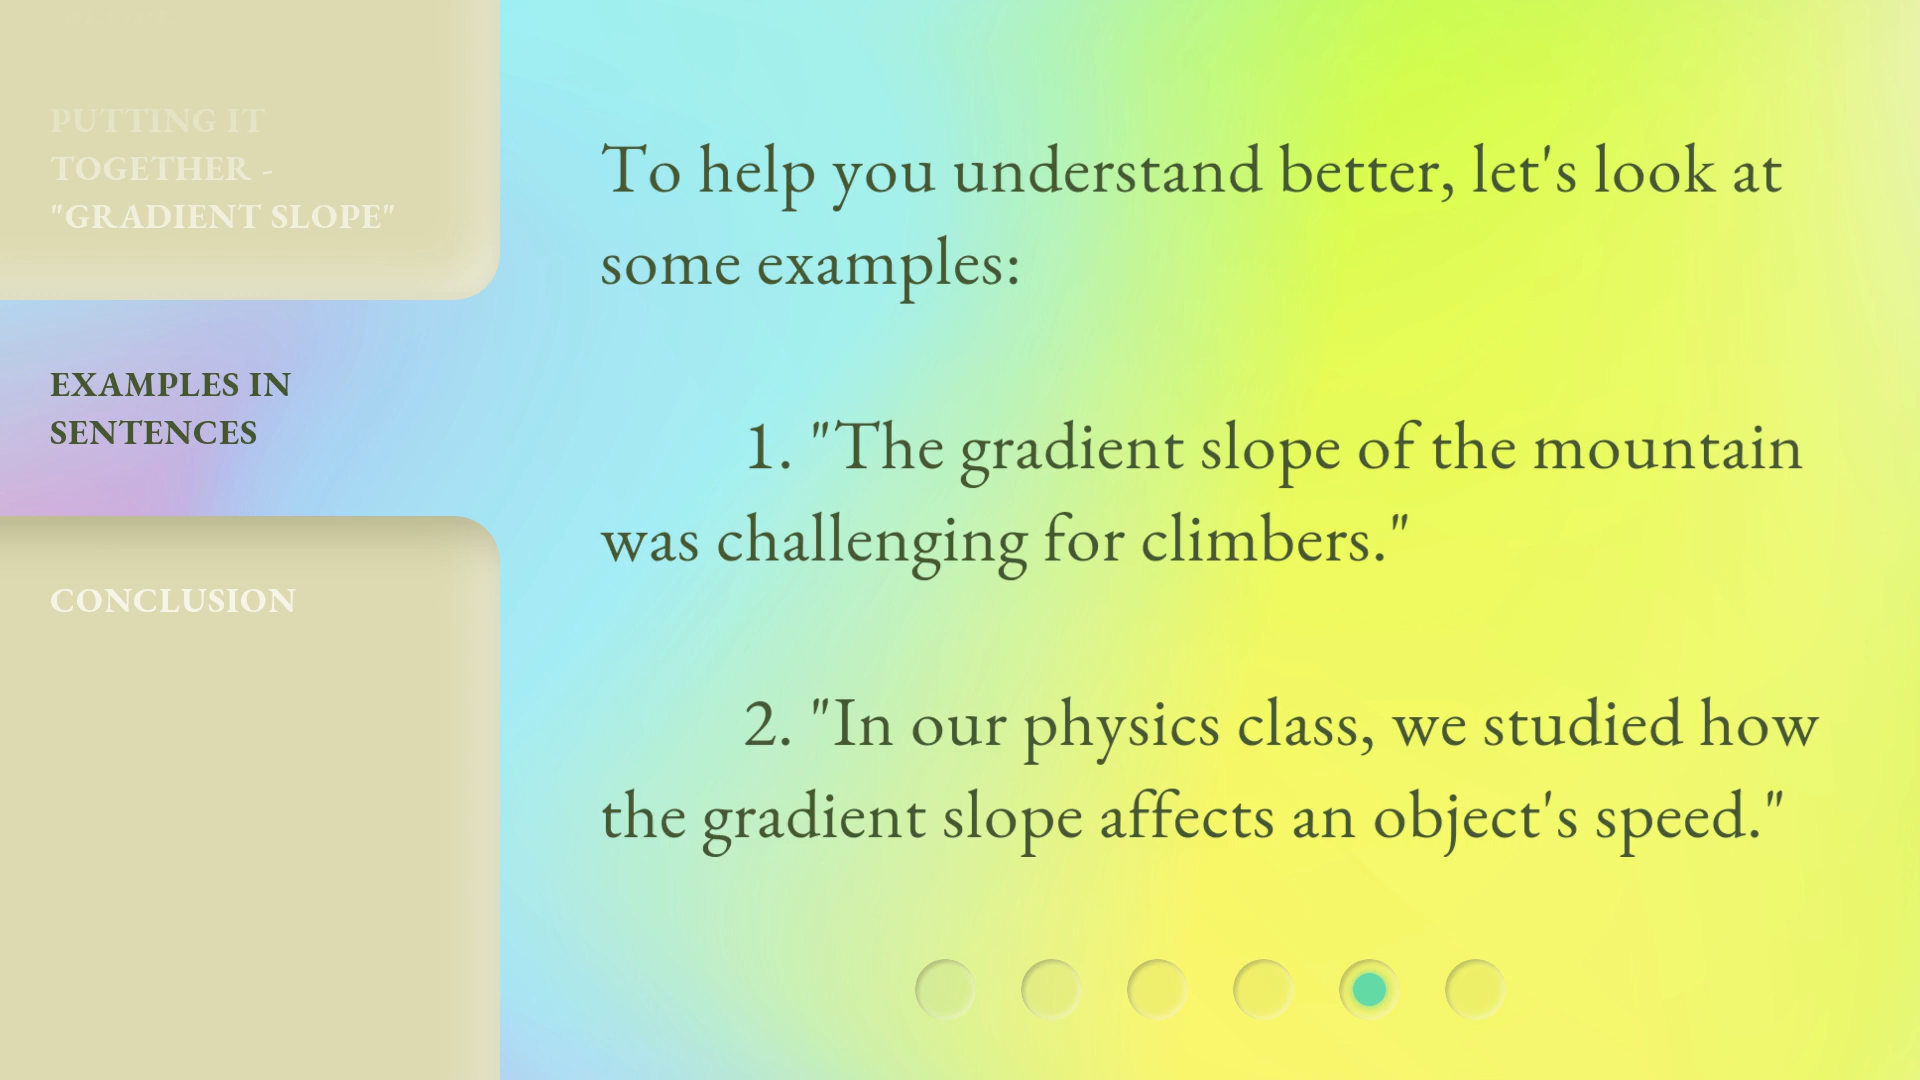 PUTTING IT
TOGETHER -
"GRADIENT SLOPE"
EXAMPLES IN
SENTENCES
CONCLUSION
To help you understand better, let's look at
some examples:
1. "The gradient slope of the mountain
was challenging for climbers."
2. "In our physics class, we studied how
the gradient slope affects an object's speed."